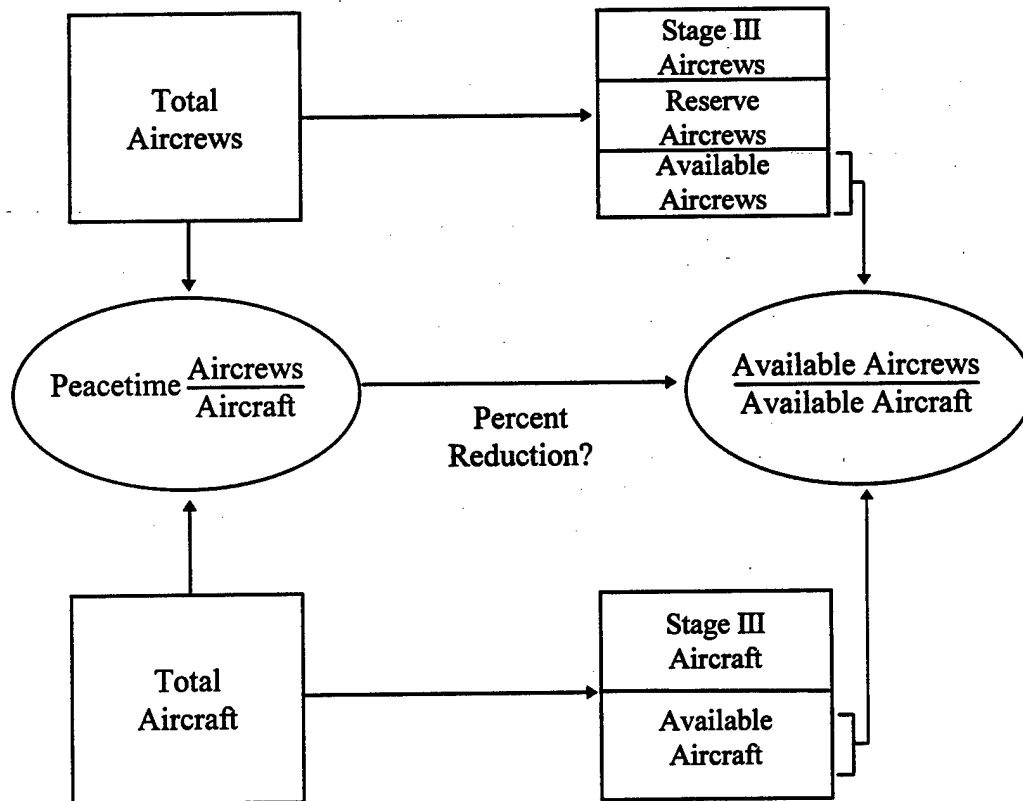 Total
Aircrews
Stage III
Aircrews
Reserve
Aircrews
Available
Aircrews
Peacetime Aircrews
Aircraft
Percent
Reduction?
Available Aircrews
Available Aircraft
Total
Aircraft
Stage III
Aircraft
Available
Aircraft